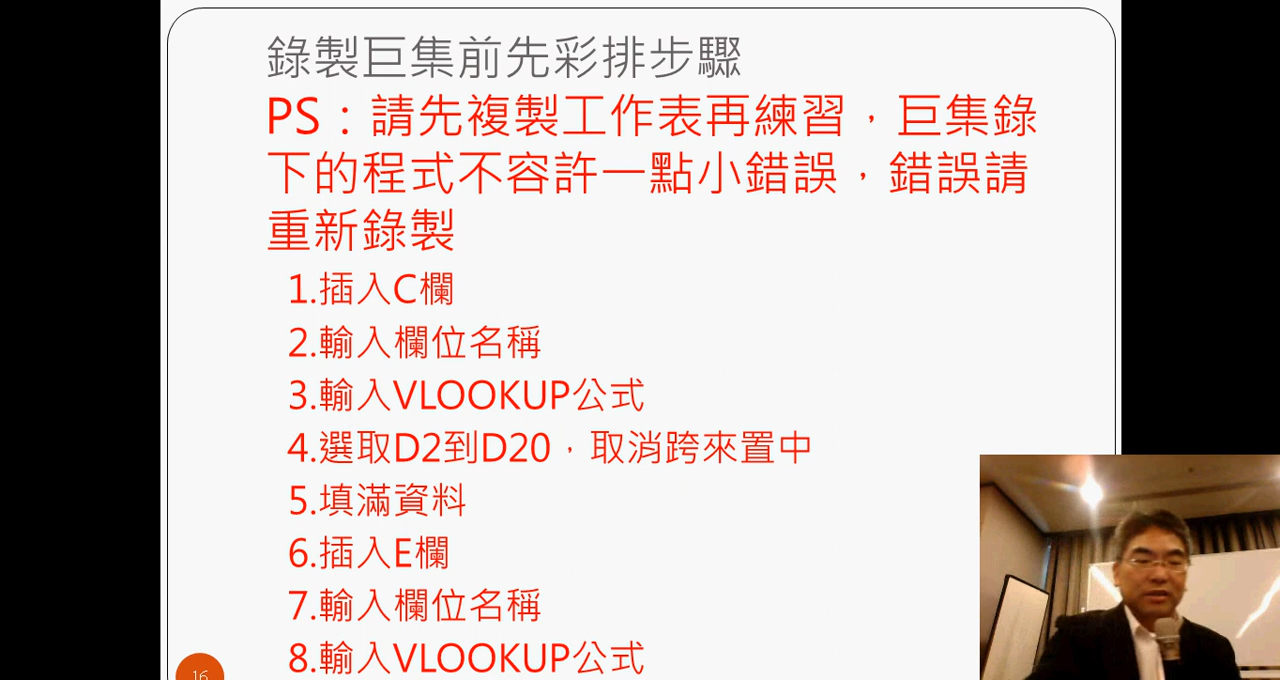 錄製巨集前先彩排步驟
PS：請先複製工作表再練習，巨集錄
下的程式不容許一點小錯誤，錯誤請
重新錄製
1.插入C欄
2.輸入欄位名稱
3.輸入VLOOKUP公式
4.選取D2到D20，取消跨來置中
5.填滿資料
6.插入E欄
7.輸入欄位名稱
8.輸入VLOOKUP公式
16